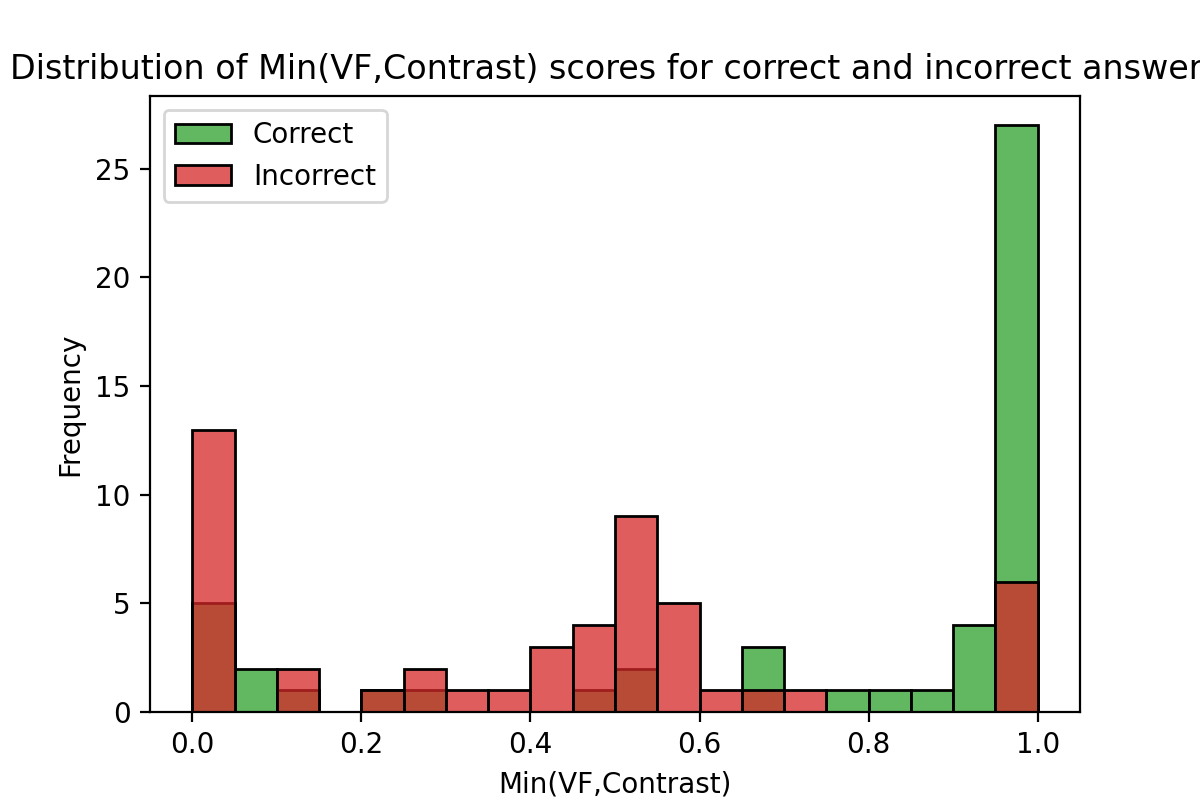 Distribution of Min(VF,Contrast) scores for correct and incorrect answer
Correct
Incorrect
Frequency
25
20
15
10
5
0
0.0 0.2 0.4 0.6 0.8 1.0
Min(VF,Contrast)